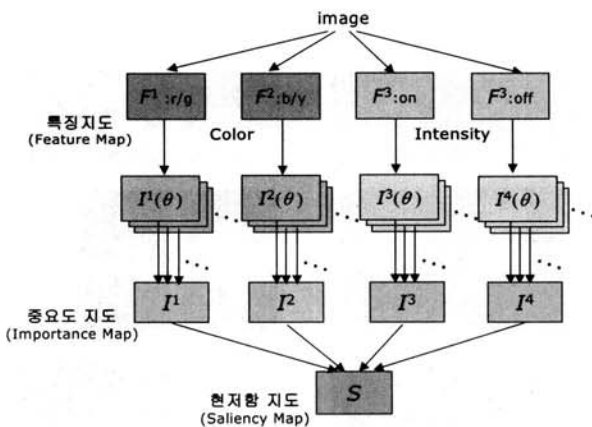 image
F¹ :r/g
F² :b/y
F³ :on
F³ :off
특징지도
(Feature Map)
Color
Intensity
I¹(θ)
I²(θ)
I³(θ)
I⁴(θ)
중요도 지도
(Importance Map)
I¹
I²
I³
I⁴
현저함 지도
(Saliency Map)
S